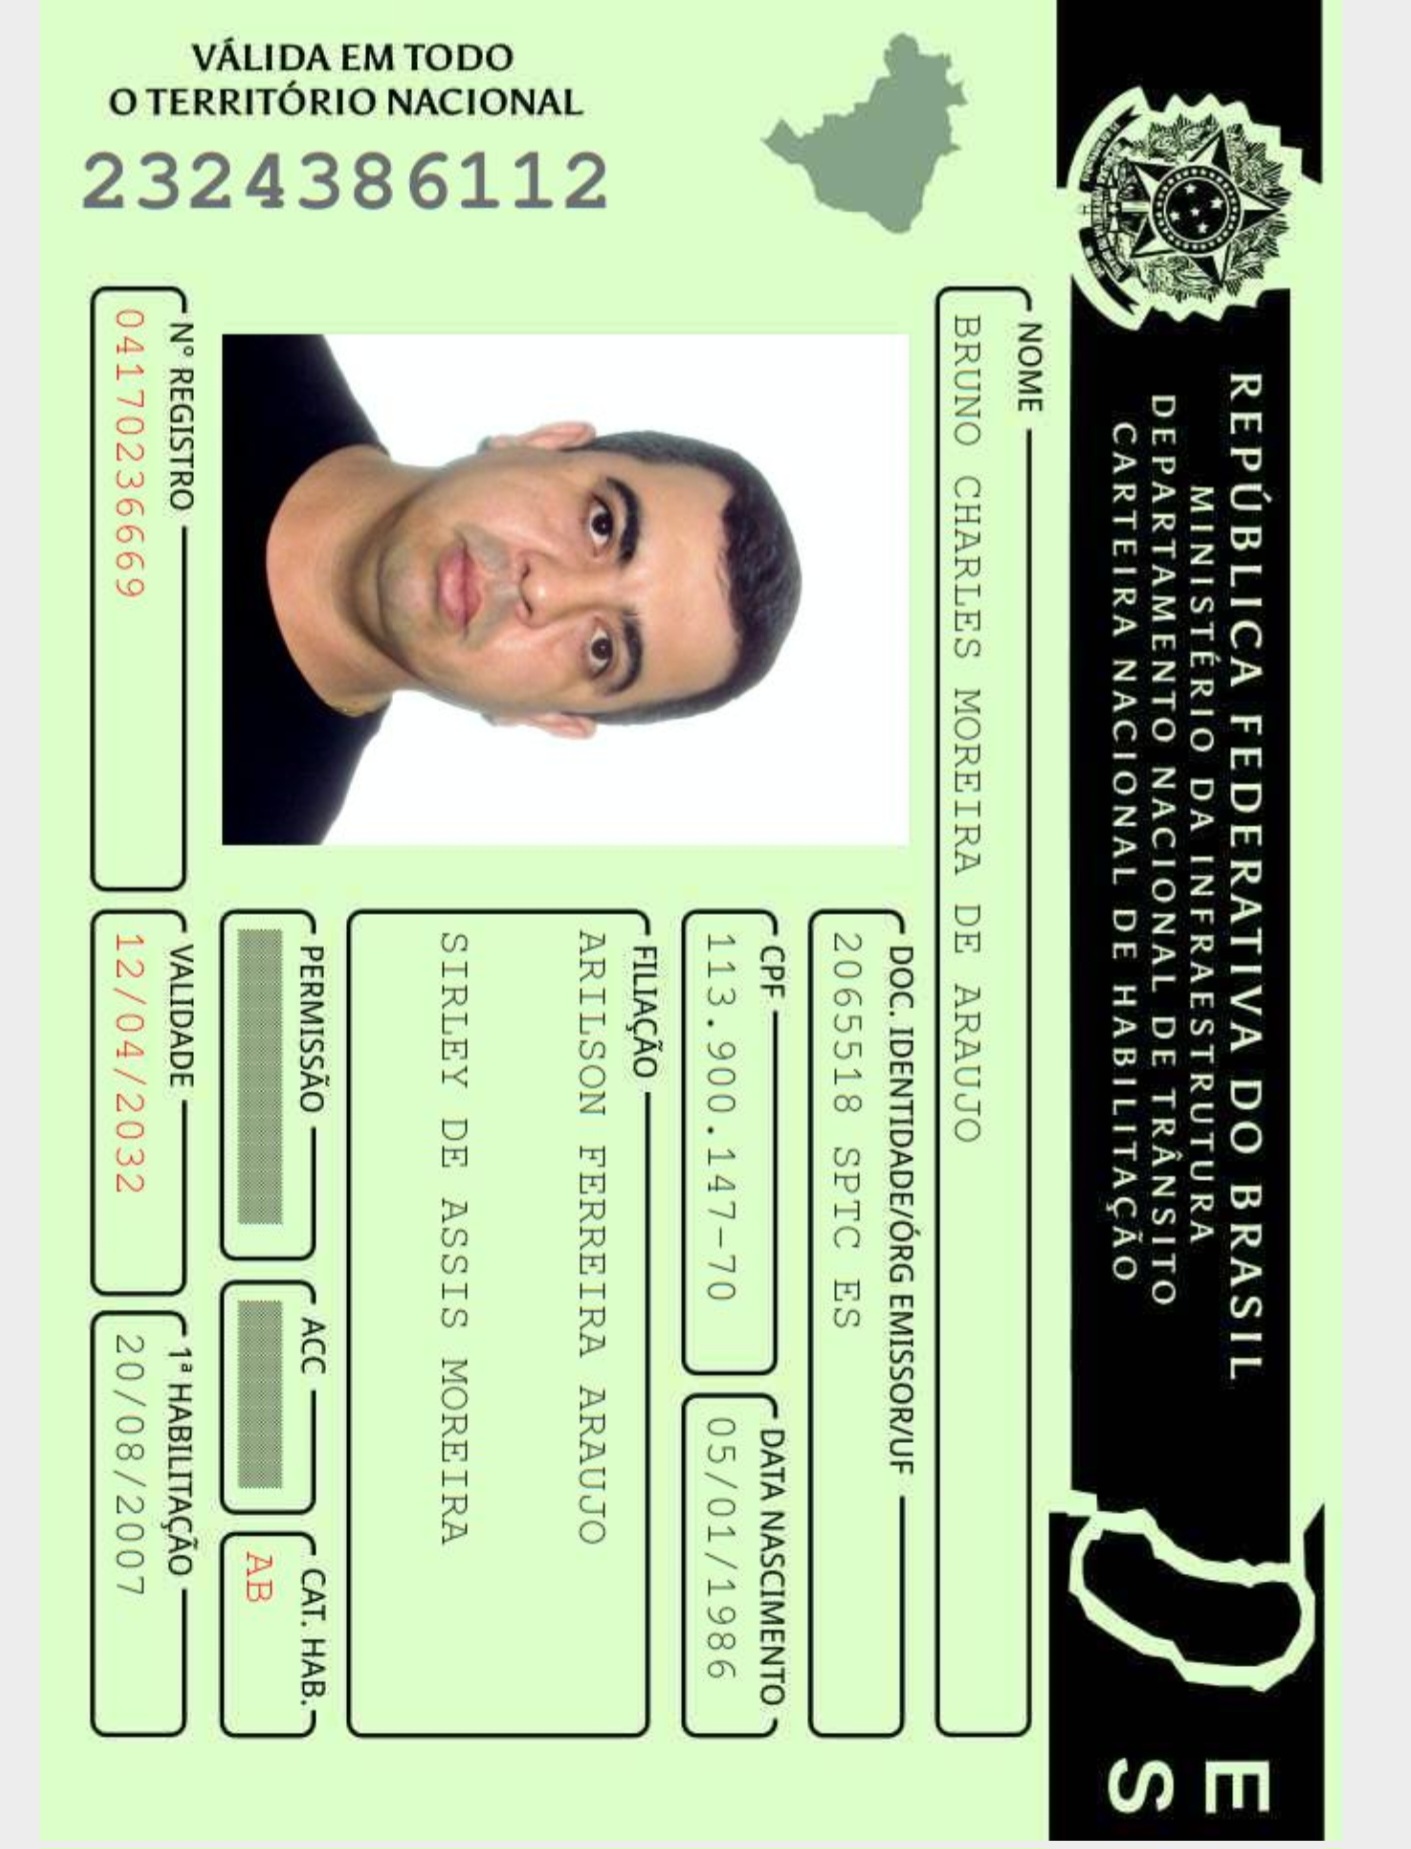 VÁLIDA EM TODO
O TERRITÓRIO NACIONAL
2324386112
REPÚBLICA FEDERATIVA DO BRASIL
MINISTÉRIO DA INFRAESTRUTURA
DEPARTAMENTO NACIONAL DE TRÂNSITO
CARTEIRA NACIONAL DE HABILITAÇÃO
E
S
NOME
BRUNO CHARLES MOREIRA DE ARAUJO
DOC. IDENTIDADE/ÓRG EMISSOR/UF
2065518 SPTC ES
CPF
113.900.147-70
DATA NASCIMENTO
05/01/1986
FILIAÇÃO
ARILSON FERREIRA ARAUJO
SIRLEY DE ASSIS MOREIRA
PERMISSÃO
ACC
CAT. HAB.
AB
Nº REGISTRO
04170236669
VALIDADE
12/04/2032
1ª HABILITAÇÃO
20/08/2007